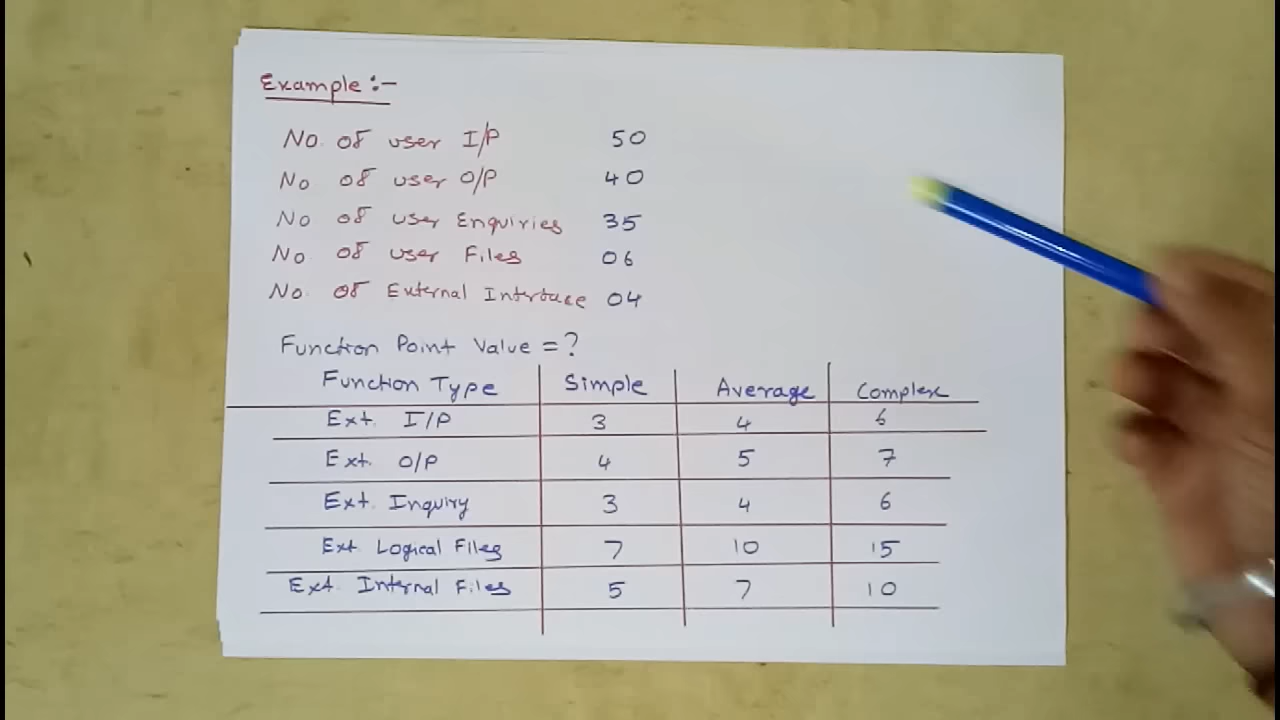 Example :-
No. of user I/P 50
No of user O/P 40
No of user Enquiries 35
No of user Files 06
No. of External Interface 04
Function Point Value = ?
Function Type Simple Average Complex
Ext. I/P 3 4 6
Ext. O/P 4 5 7
Ext. Inquiry 3 4 6
Ext Logical Files 7 10 15
Ext. Internal Files 5 7 10